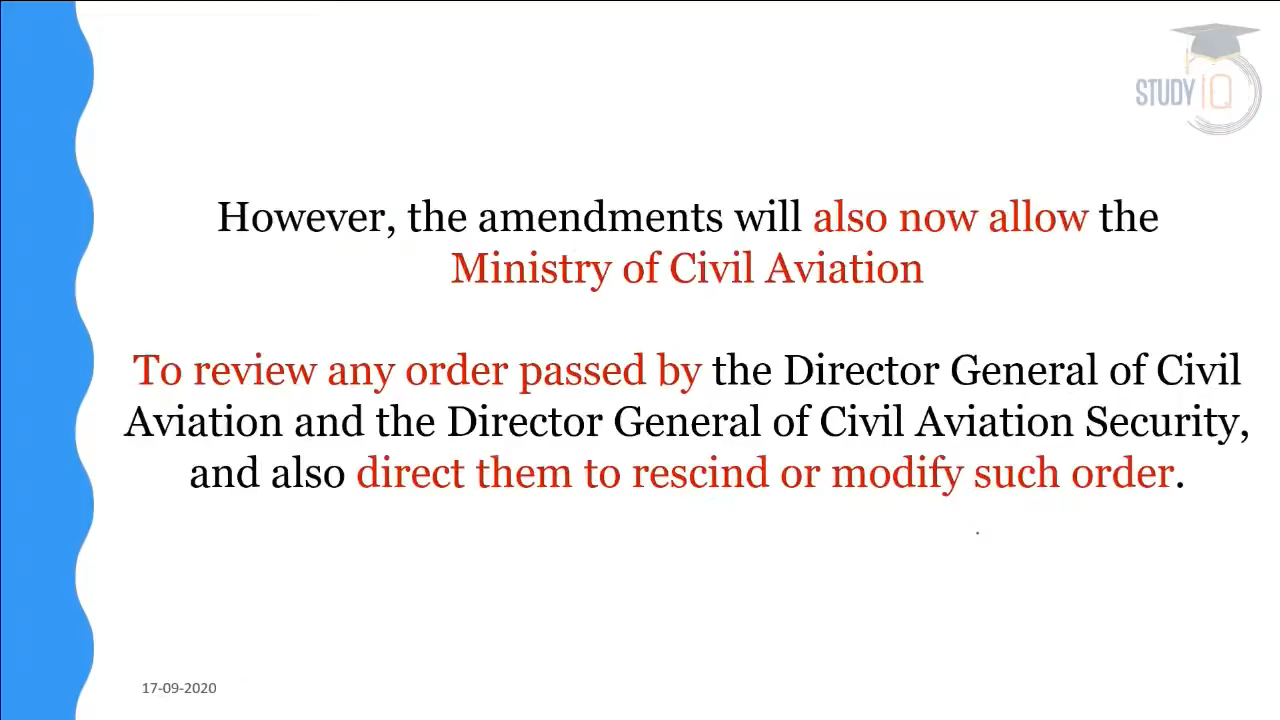 STUDY IQ
However, the amendments will also now allow the
Ministry of Civil Aviation
To review any order passed by the Director General of Civil
Aviation and the Director General of Civil Aviation Security,
and also direct them to rescind or modify such order.
17-09-2020